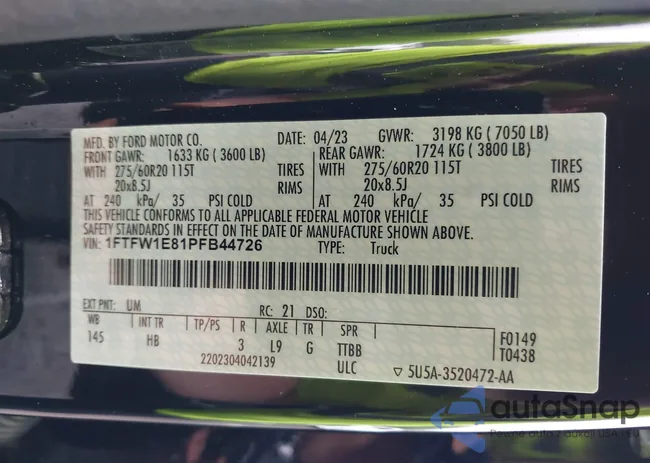 MFD. BY FORD MOTOR CO. DATE: 04/23 GVWR: 3198 KG ( 7050 LB)
FRONT GAWR: 1633 KG ( 3600 LB) REAR GAWR: 1724 KG ( 3800 LB)
WITH 275/60R20 115T TIRES WITH 275/60R20 115T TIRES
20x8.5J RIMS 20x8.5J RIMS
AT 240 kPa/ 35 PSI COLD AT 240 kPa/ 35 PSI COLD
THIS VEHICLE CONFORMS TO ALL APPLICABLE FEDERAL MOTOR VEHICLE
SAFETY STANDARDS IN EFFECT ON THE DATE OF MANUFACTURE SHOWN ABOVE.
VIN: 1FTFW1E81PFB44726 TYPE: Truck
EXT PNT: UM RC: 21 DSO:
WB INT TR TP/PS R AXLE TR SPR F0149
145 HB 3 L9 G TTBB T0438
2202304042139 ULC ▽ 5U5A-3520472-AA
autoSnap
Pewne auto z aukcji USA dla